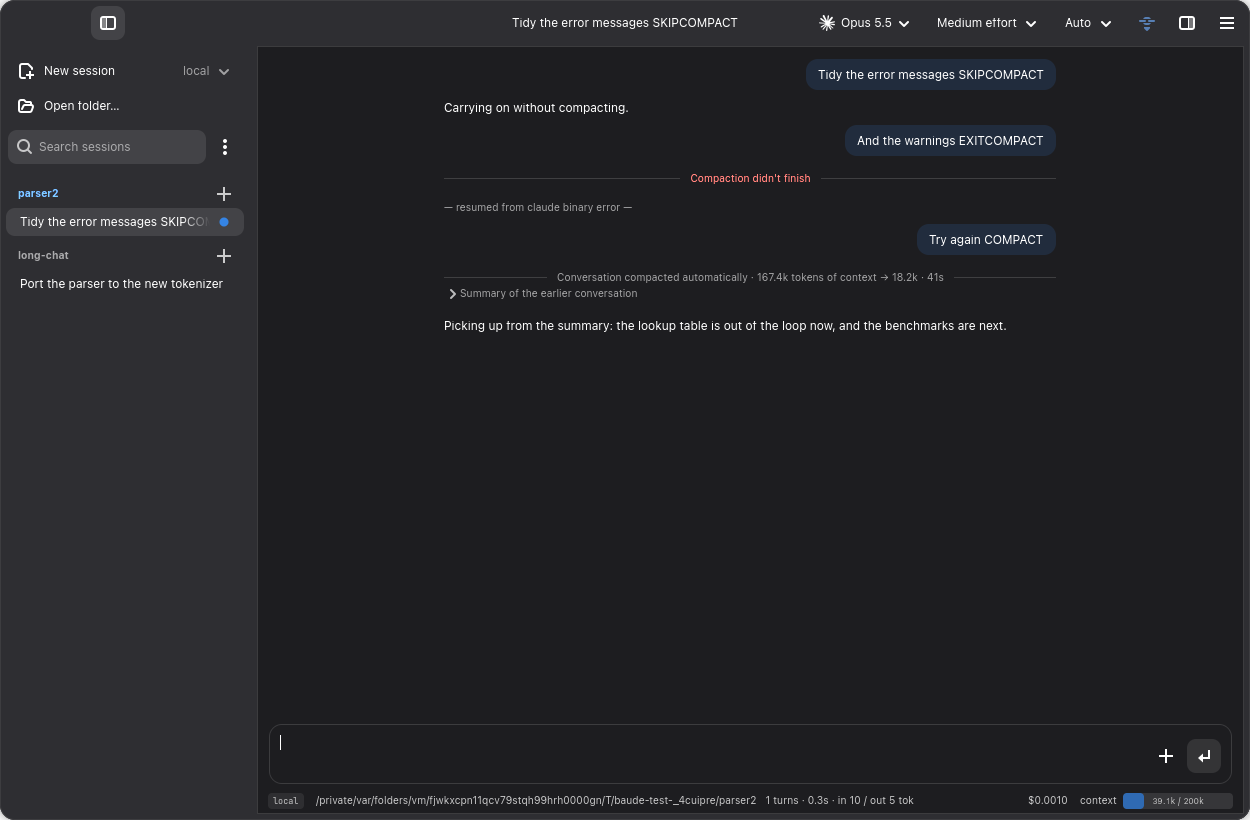 Tidy the error messages SKIPCOMPACT
Opus 5.5
Medium effort
Auto
New session
local
Open folder...
Search sessions
parser2
Tidy the error messages SKIPCO
long-chat
Port the parser to the new tokenizer
Tidy the error messages SKIPCOMPACT
Carrying on without compacting.
And the warnings EXITCOMPACT
Compaction didn't finish
— resumed from claude binary error —
Try again COMPACT
Conversation compacted automatically · 167.4k tokens of context → 18.2k · 41s
Summary of the earlier conversation
Picking up from the summary: the lookup table is out of the loop now, and the benchmarks are next.
local /private/var/folders/vm/fjwkxcpn11qcv79stqh99hrh0000gn/T/baude-test-_4cuipre/parser2 1 turns · 0.3s · in 10 / out 5 tok $0.0010 context 39.1k / 200k